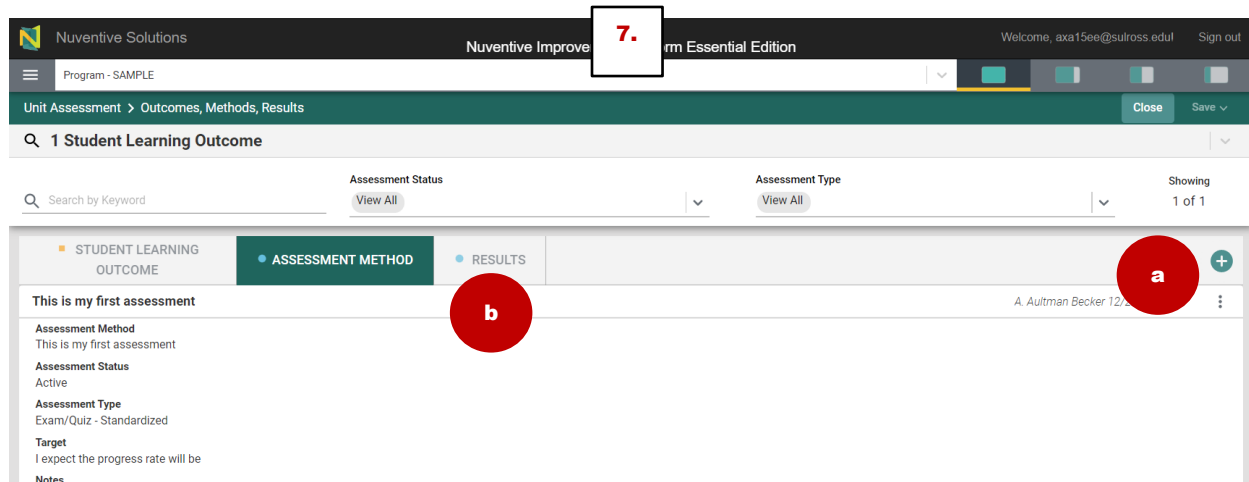 Nuventive Solutions
Nuventive Improve
7.
rm Essential Edition
Welcome, axa15ee@sulross.edu!
Sign out
Program - SAMPLE
Unit Assessment > Outcomes, Methods, Results
Close
Save
1 Student Learning Outcome
Search by Keyword
Assessment Status
View All
Assessment Type
View All
Showing
1 of 1
STUDENT LEARNING
OUTCOME
ASSESSMENT METHOD
RESULTS
a
b
This is my first assessment
A. Aultman Becker 12/
Assessment Method
This is my first assessment
Assessment Status
Active
Assessment Type
Exam/Quiz - Standardized
Target
I expect the progress rate will be
Notes